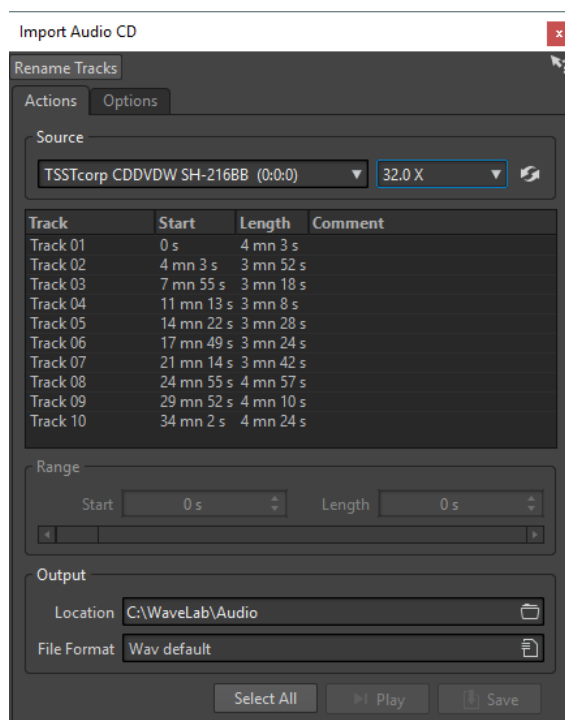 Import Audio CD
x
Rename Tracks
Actions Options
Source
TSSTcorp CDDVDW SH-216BB (0:0:0) 32.0 X
Track Start Length Comment
Track 01 0 s 4 mn 3 s
Track 02 4 mn 3 s 3 mn 52 s
Track 03 7 mn 55 s 3 mn 18 s
Track 04 11 mn 13 s 3 mn 8 s
Track 05 14 mn 22 s 3 mn 28 s
Track 06 17 mn 49 s 3 mn 24 s
Track 07 21 mn 14 s 3 mn 42 s
Track 08 24 mn 55 s 4 mn 57 s
Track 09 29 mn 52 s 4 mn 10 s
Track 10 34 mn 2 s 4 mn 24 s
Range
Start 0 s Length 0 s
Output
Location C:\WaveLab\Audio
File Format Wav default
Select All Play Save